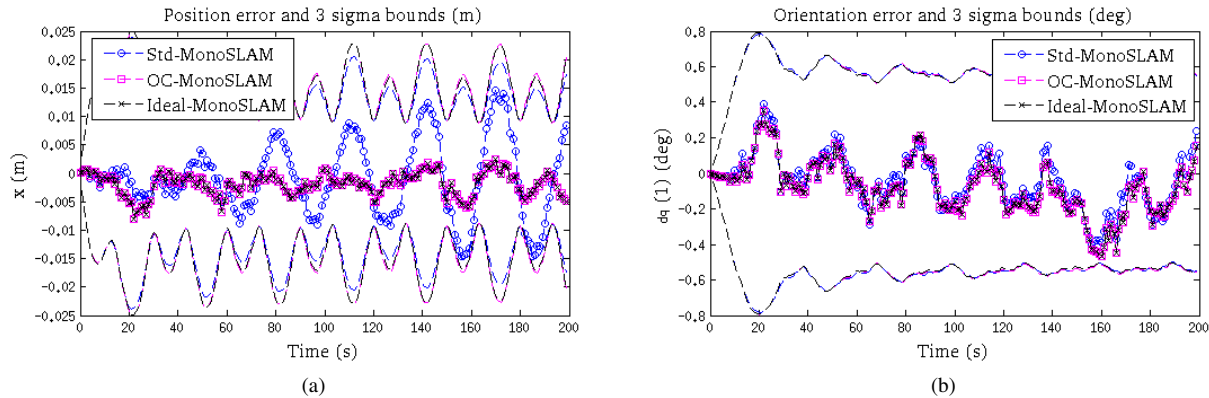 Position error and 3 sigma bounds (m)
0.025
0.02
0.015
0.01
0.005
0
−0.005
−0.01
−0.015
−0.02
−0.025
x (m)
Std-MonoSLAM
OC-MonoSLAM
Ideal-MonoSLAM
0 20 40 60 80 100 120 140 160 180 200
Time (s)
(a)
Orientation error and 3 sigma bounds (deg)
0.8
0.6
0.4
0.2
0
−0.2
−0.4
−0.6
−0.8
dq (1) (deg)
Std-MonoSLAM
OC-MonoSLAM
Ideal-MonoSLAM
0 20 40 60 80 100 120 140 160 180 200
Time (s)
(b)